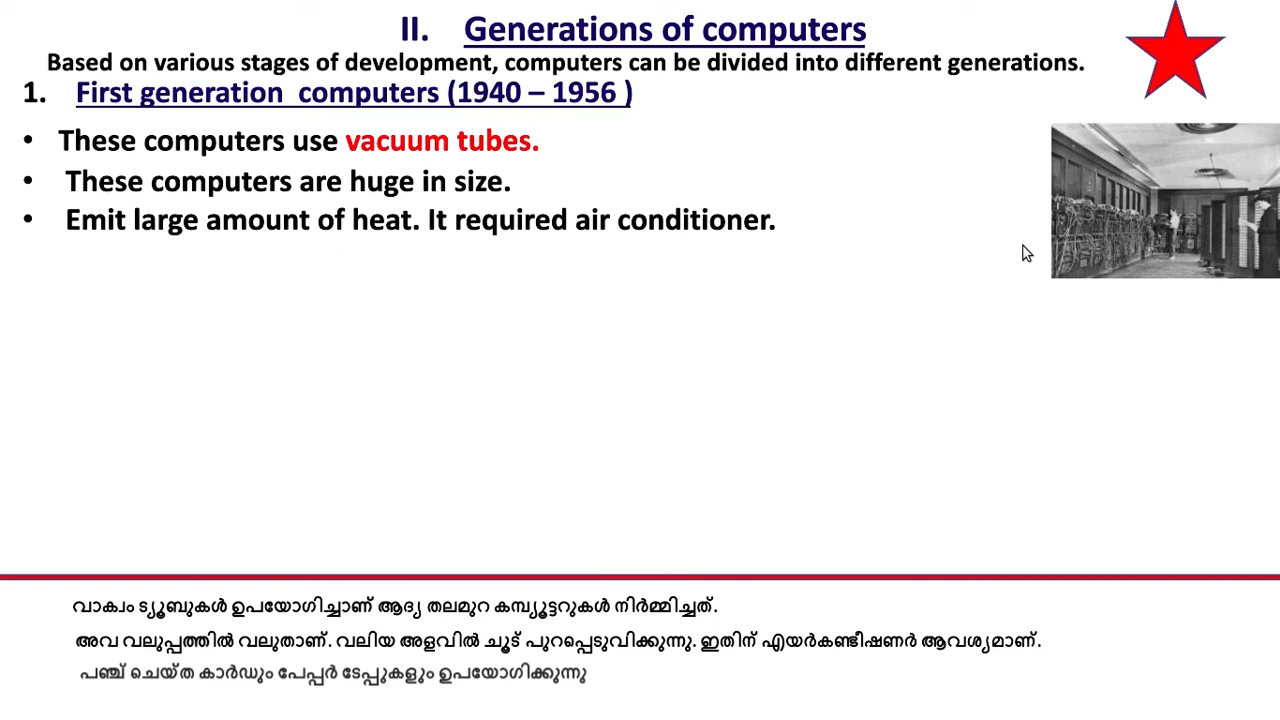 II. Generations of computers
Based on various stages of development, computers can be divided into different generations.
1. First generation computers (1940 – 1956 )
• These computers use vacuum tubes.
• These computers are huge in size.
• Emit large amount of heat. It required air conditioner.
വാക്വം ട്യൂബുകൾ ഉപയോഗിച്ചാണ് ആദ്യ തലമുറ കമ്പ്യൂട്ടറുകൾ നിർമ്മിച്ചത്.
അവ വലുപ്പത്തിൽ വലുതാണ്. വലിയ അളവിൽ ചൂട് പുറപ്പെടുവിക്കുന്നു. ഇതിന് എയർകണ്ടീഷണർ ആവശ്യമാണ്.
പഞ്ച് ചെയ്ത കാർഡും പേപ്പർ ടേപ്പുകളും ഉപയോഗിക്കുന്നു